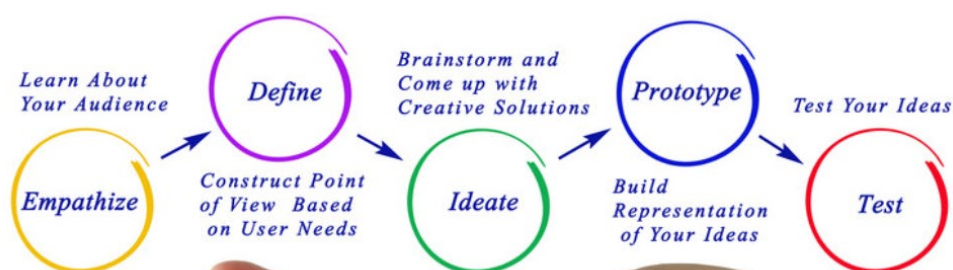 Learn About
Your Audience
Empathize
Define
Construct Point
of View Based
on User Needs
Brainstorm and
Come up with
Creative Solutions
Ideate
Prototype
Build
Representation
of Your Ideas
Test Your Ideas
Test